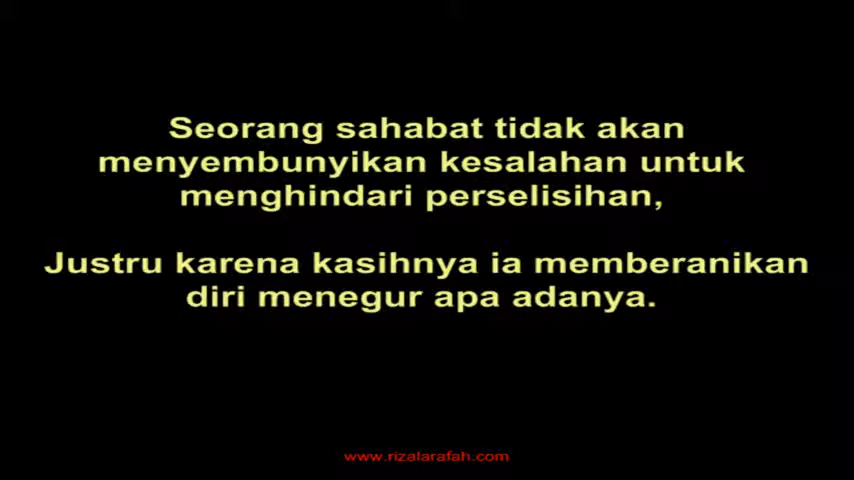 Seorang sahabat tidak akan
menyembunyikan kesalahan untuk
menghindari perselisihan,
Justru karena kasihnya ia memberanikan
diri menegur apa adanya.
www.rizalarafah.com